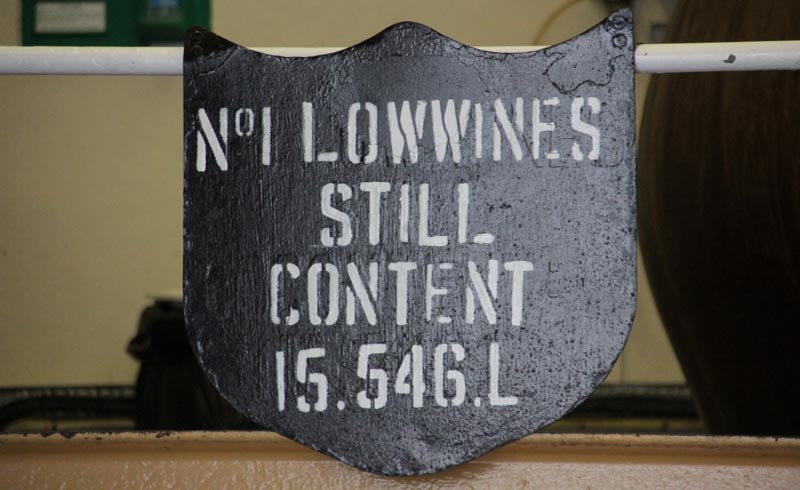 Nº1 LOWWINES
STILL
CONTENT
15.546.L